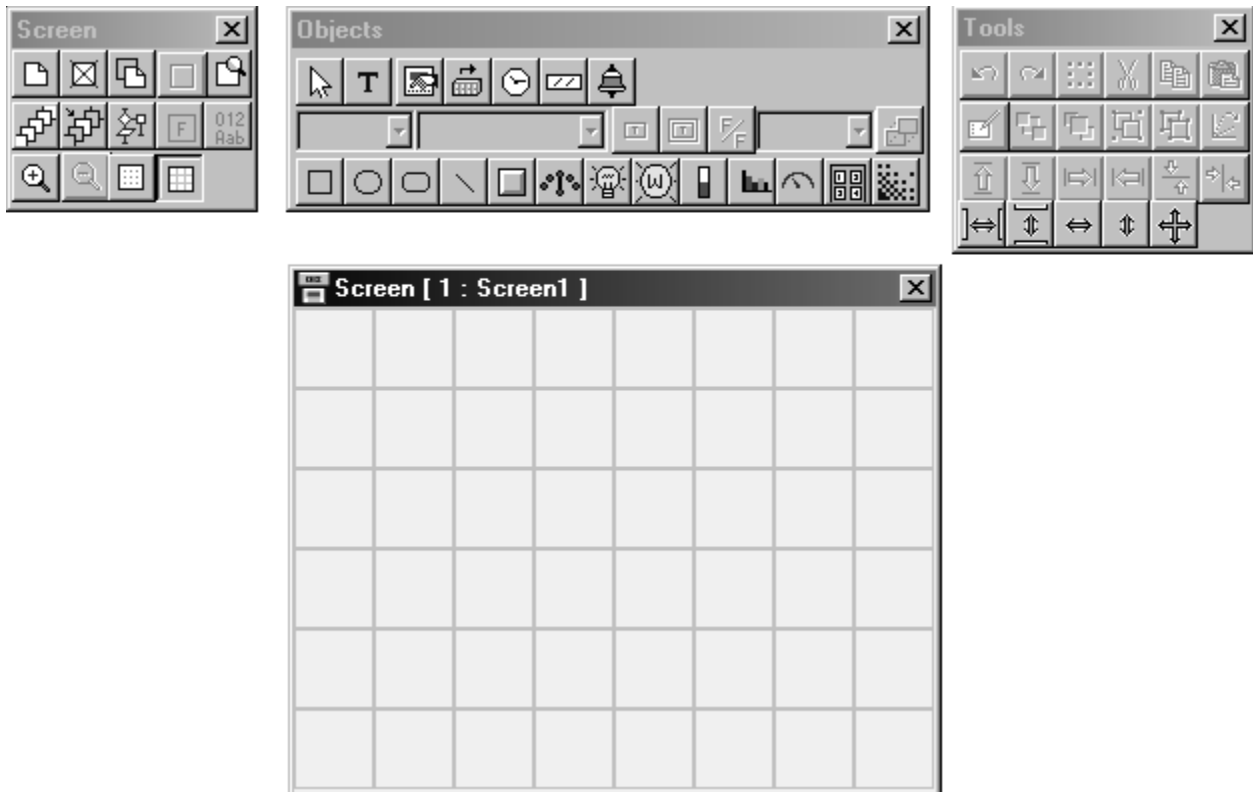 Screen
Objects
Tools
T
F
012
Aab
T
T
F/F
W
Screen [ 1 : Screen1 ]